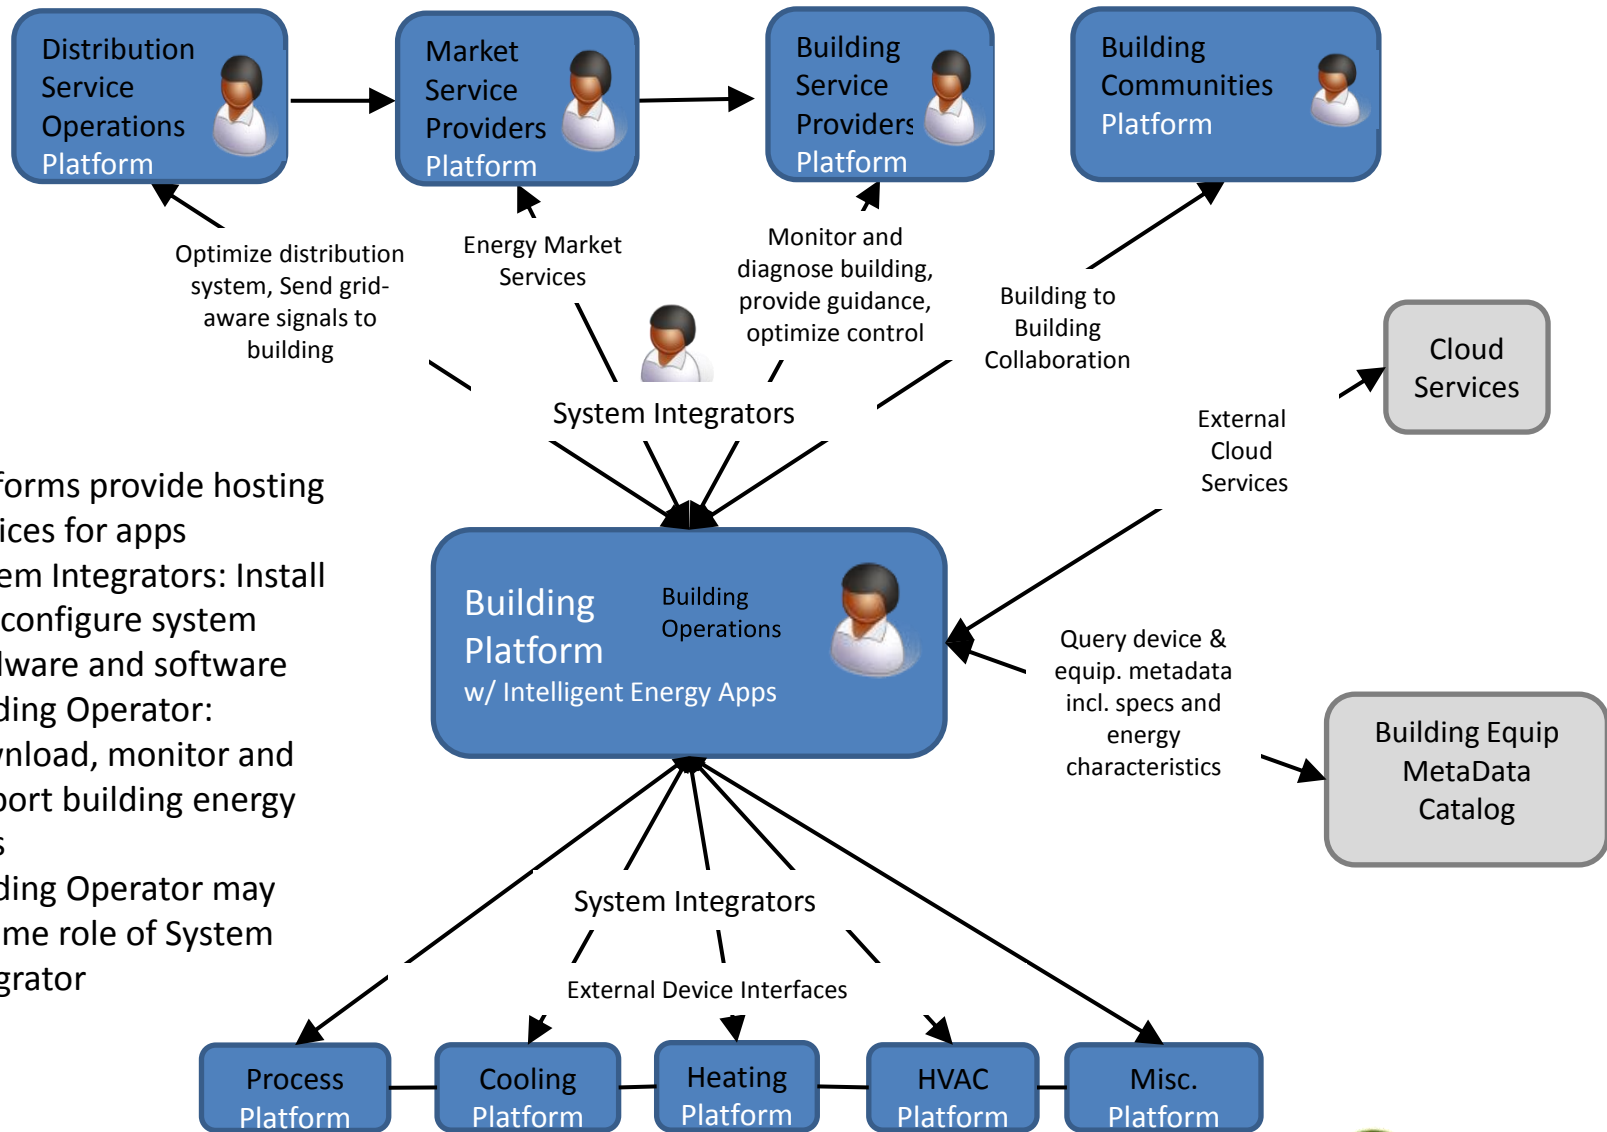 Distribution
Service
Operations
Platform
Market
Service
Providers
Platform
Building
Service
Providers
Platform
Building
Communities
Platform
Optimize distribution
system, Send grid-
aware signals to
building
Energy Market
Services
Monitor and
diagnose building,
provide guidance,
optimize control
Building to
Building
Collaboration
Cloud
Services
External
Cloud
Services
System Integrators
forms provide hosting
ices for apps
em Integrators: Install
configure system
dware and software
ding Operator:
wnload, monitor and
port building energy
s
ding Operator may
me role of System
grator
Building
Platform
w/ Intelligent Energy Apps
Building
Operations
Query device &
equip. metadata
incl. specs and
energy
characteristics
Building Equip
MetaData
Catalog
System Integrators
External Device Interfaces
Process
Platform
Cooling
Platform
Heating
Platform
HVAC
Platform
Misc.
Platform